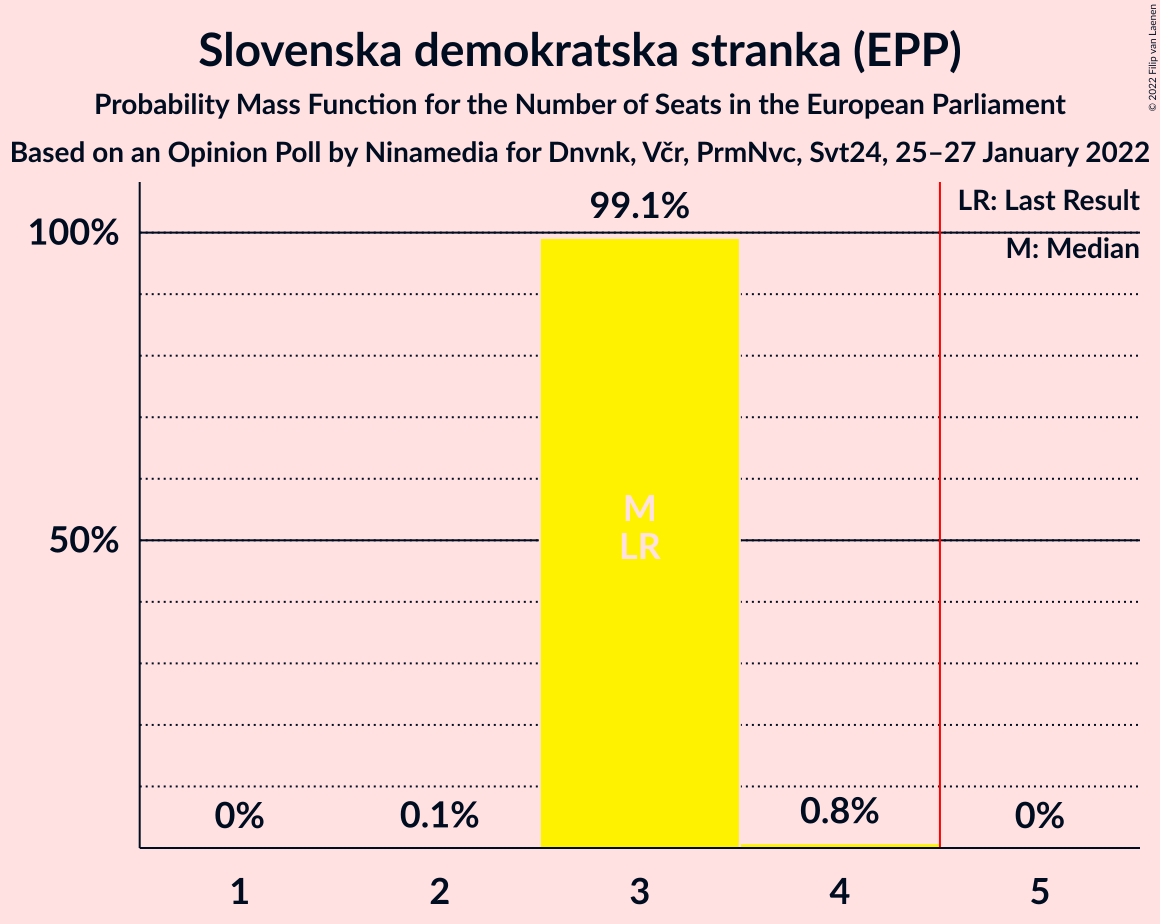 Slovenska demokratska stranka (EPP)
Probability Mass Function for the Number of Seats in the European Parliament
Based on an Opinion Poll by Ninamedia for Dnvnk, Včr, PrmNvc, Svt24, 25–27 January 2022
© 2022 Filip van Laenen
LR: Last Result
M: Median
99.1%
100%
50%
M
LR
0%
0.1%
0.8%
0%
1 2 3 4 5